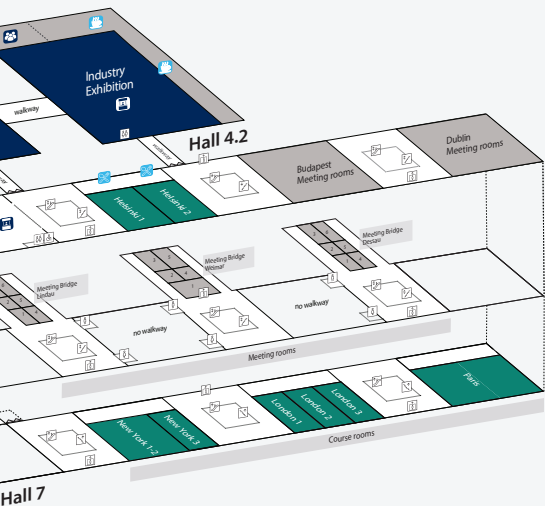 Industry
Exhibition
walkway
walkway
Hall 4.2
Dublin
Meeting rooms
Budapest
Meeting rooms
Helsinki 1
Helsinki 2
Meeting Bridge
Dessau
Meeting Bridge
Weimar
Meeting Bridge
Lindau
no walkway
no walkway
Meeting rooms
Paris
London 1
London 2
London 3
New York 1-2
New York 3
Course rooms
Hall 7